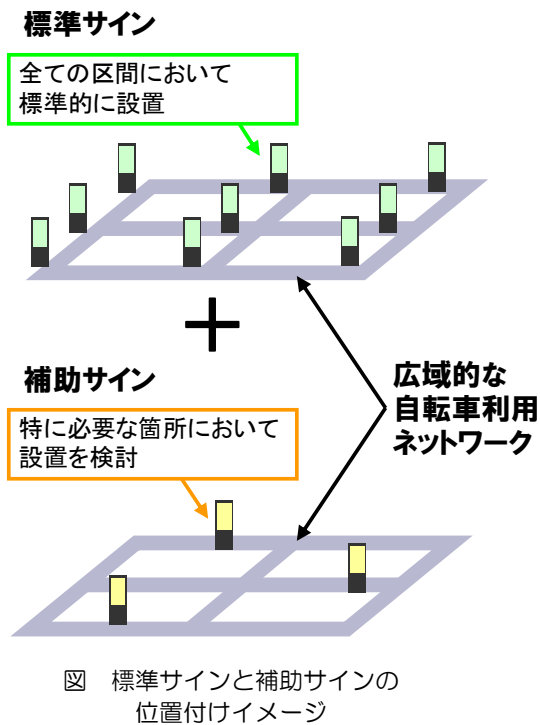 標準サイン
全ての区間において
標準的に設置
+
補助サイン
特に必要な箇所において
設置を検討
広域的な
自転車利用
ネットワーク
図 標準サインと補助サインの
位置付けイメージ